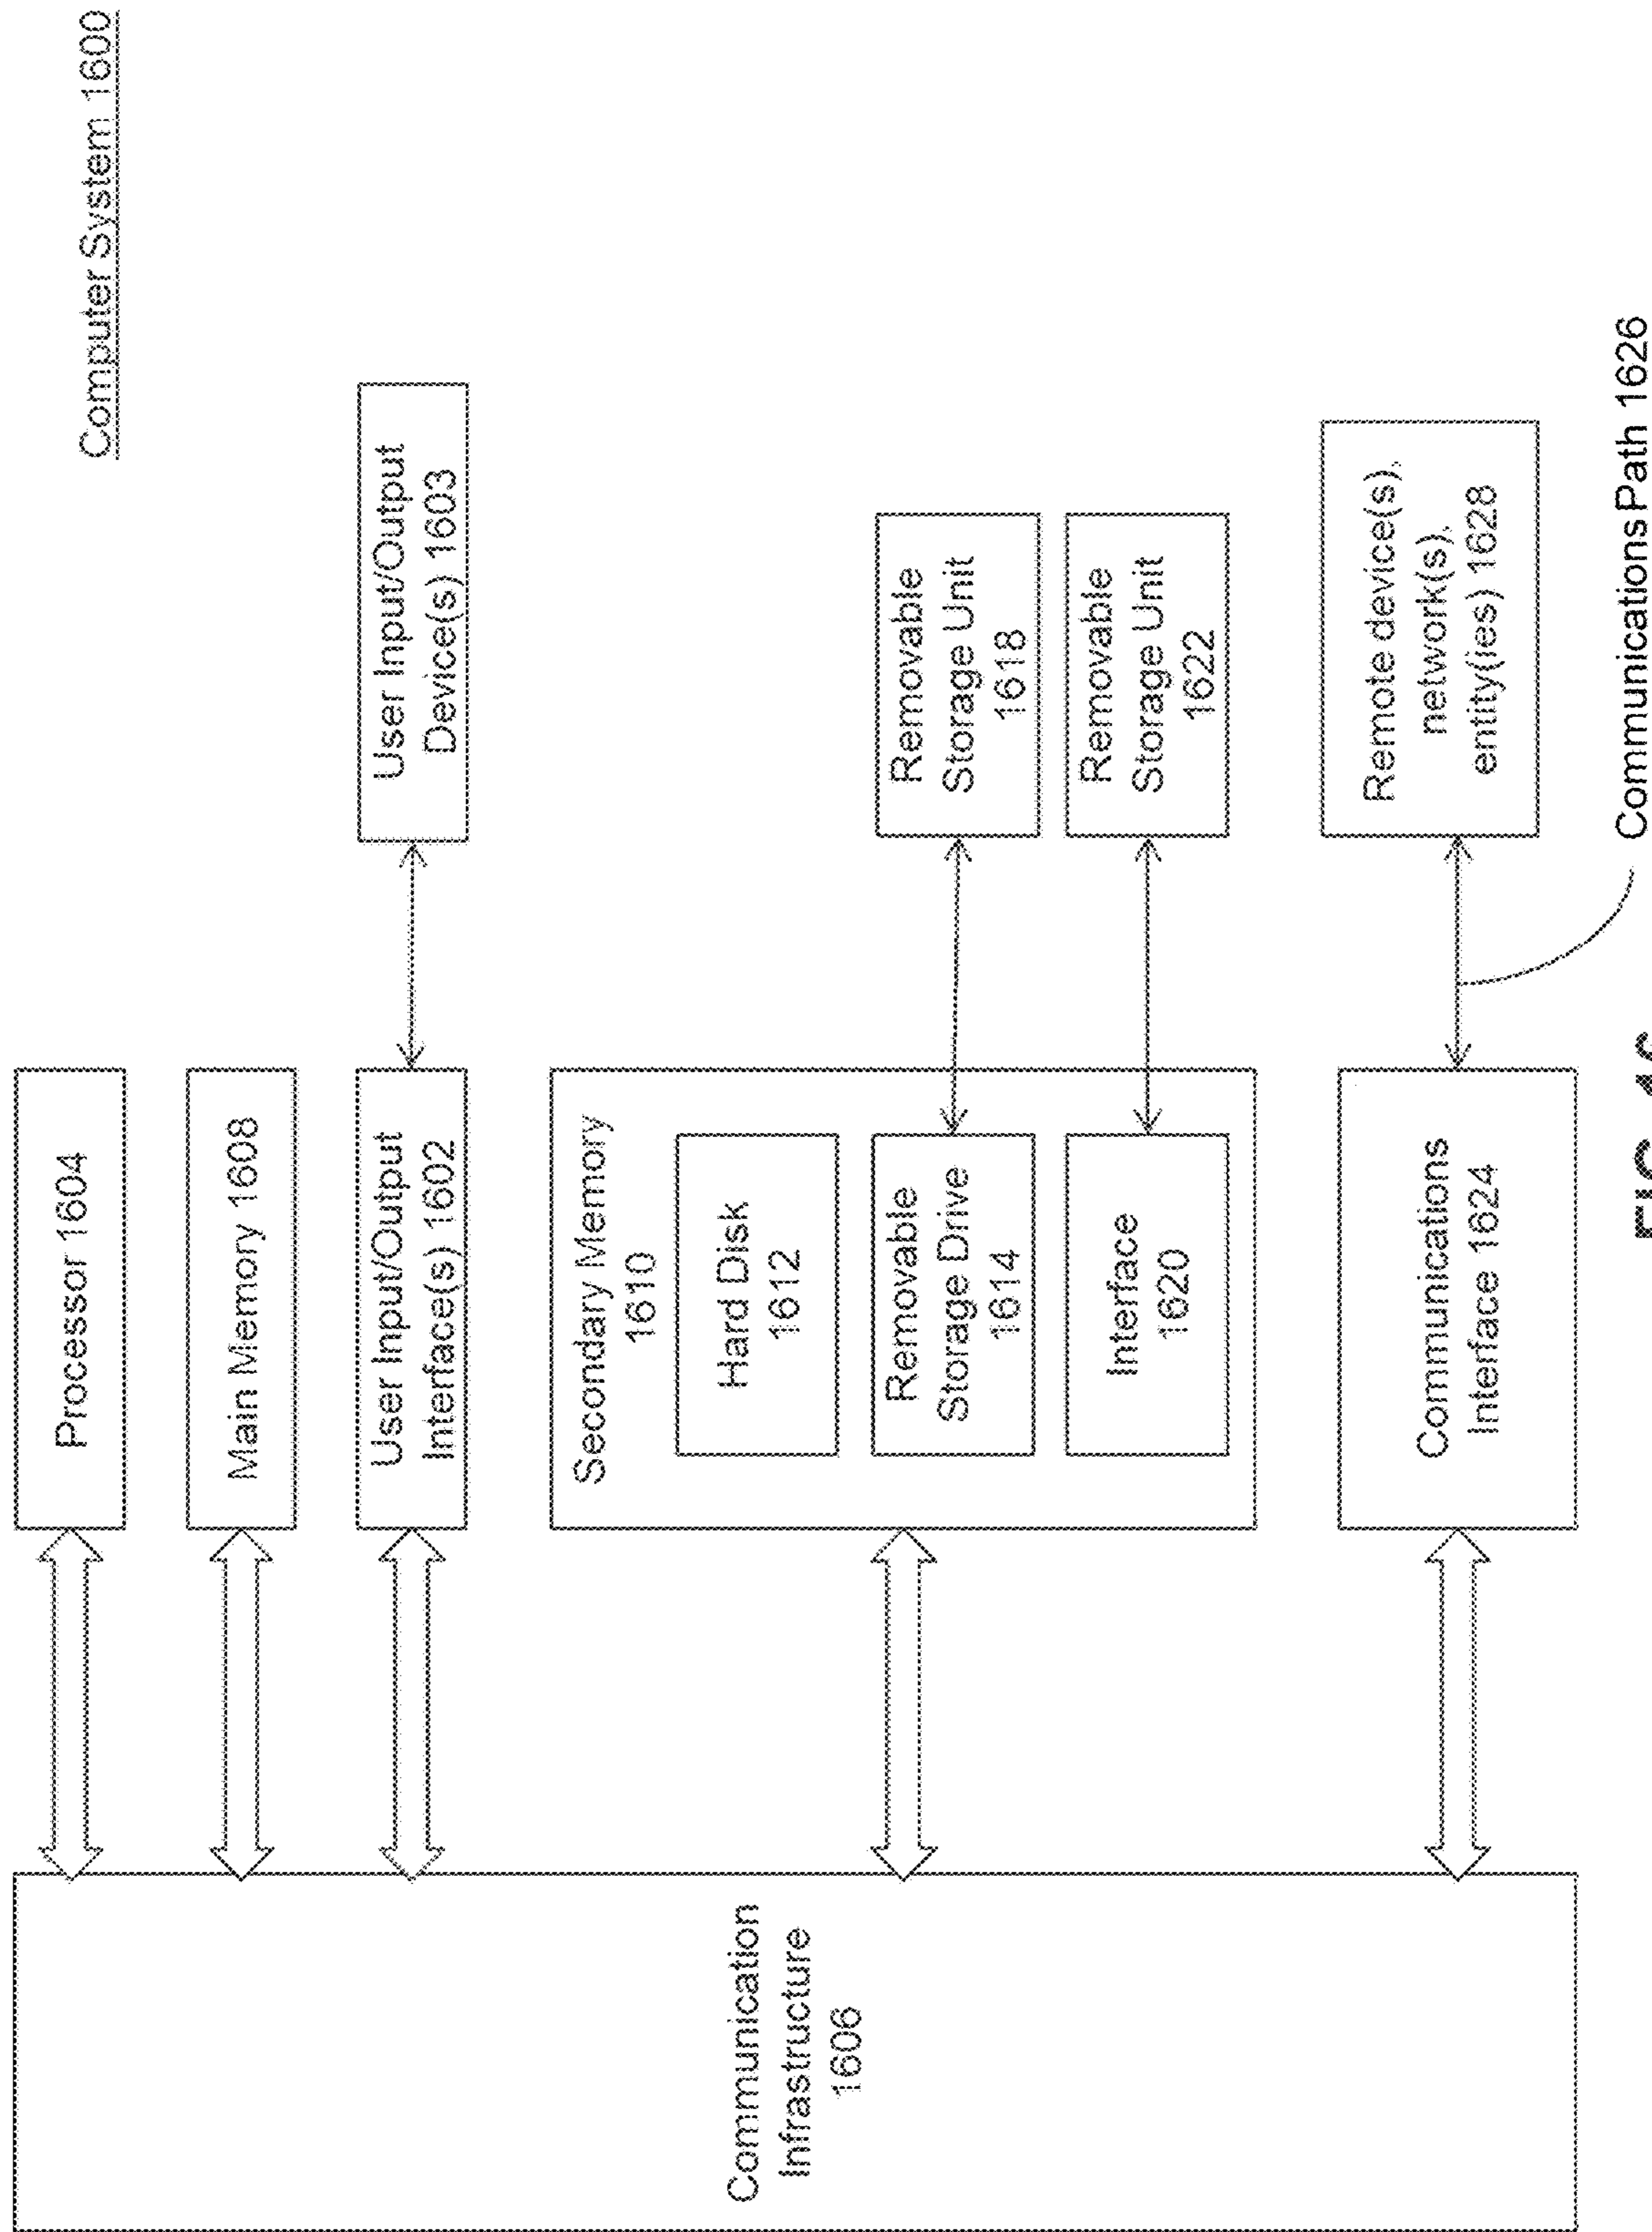 Computer System 1600
Processor 1604
Main Memory 1608
User Input/Output
Interface(s) 1602
User Input/Output
Device(s) 1603
Communication
Infrastructure
1606
Secondary Memory
1610
Hard Disk
1612
Removable
Storage Drive
1614
Removable
Storage Unit
1618
Interface
1620
Removable
Storage Unit
1622
Communications
Interface 1624
Remote device(s),
network(s),
entity(ies) 1628
Communications Path 1626
FIG. 16